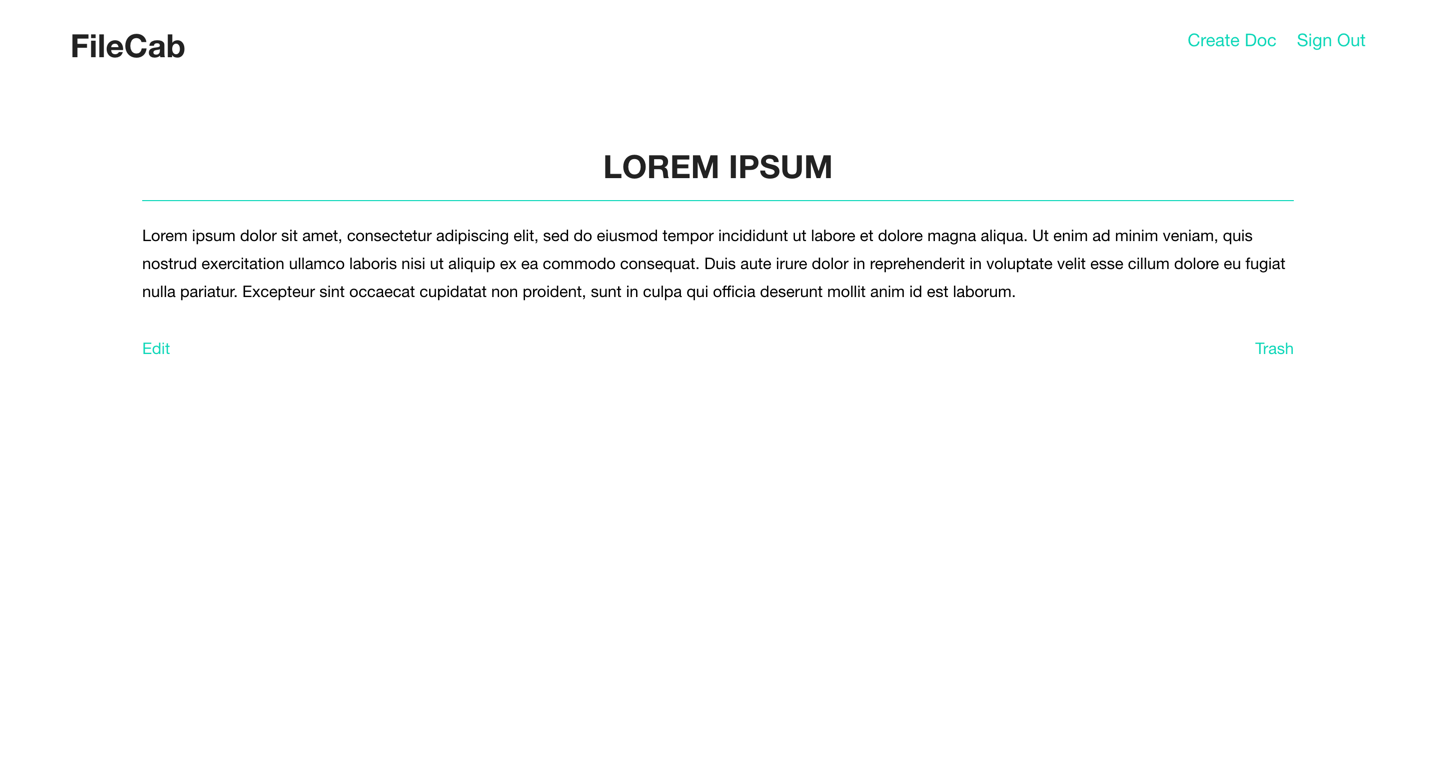 FileCab
Create Doc
Sign Out
LOREM IPSUM
Lorem ipsum dolor sit amet, consectetur adipiscing elit, sed do eiusmod tempor incididunt ut labore et dolore magna aliqua. Ut enim ad minim veniam, quis
nostrud exercitation ullamco laboris nisi ut aliquip ex ea commodo consequat. Duis aute irure dolor in reprehenderit in voluptate velit esse cillum dolore eu fugiat
nulla pariatur. Excepteur sint occaecat cupidatat non proident, sunt in culpa qui officia deserunt mollit anim id est laborum.
Edit
Trash